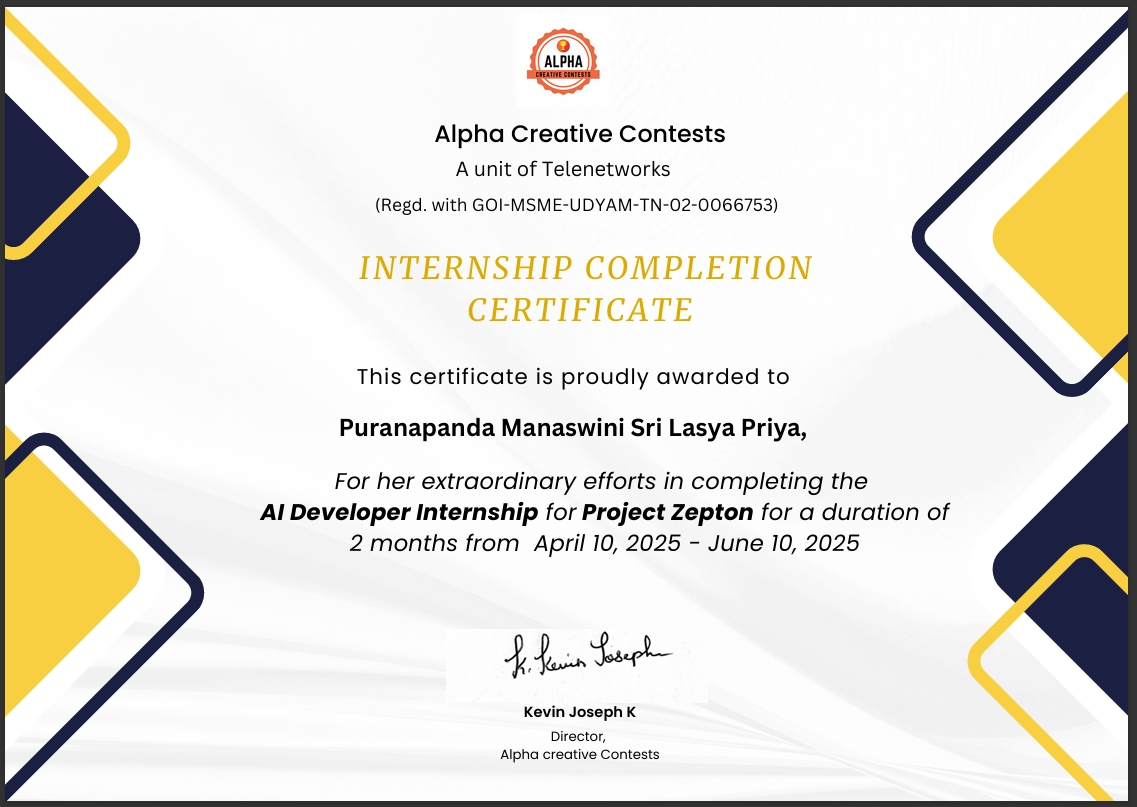 ALPHA
CREATIVE CONTESTS
Alpha Creative Contests
A unit of Telenetworks
(Regd. with GOI-MSME-UDYAM-TN-02-0066753)
INTERNSHIP COMPLETION
CERTIFICATE
This certificate is proudly awarded to
Puranapanda Manaswini Sri Lasya Priya,
For her extraordinary efforts in completing the
AI Developer Internship for Project Zepton for a duration of
2 months from  April 10, 2025 - June 10, 2025
K. Kevin Joseph
Kevin Joseph K
Director,
Alpha creative Contests